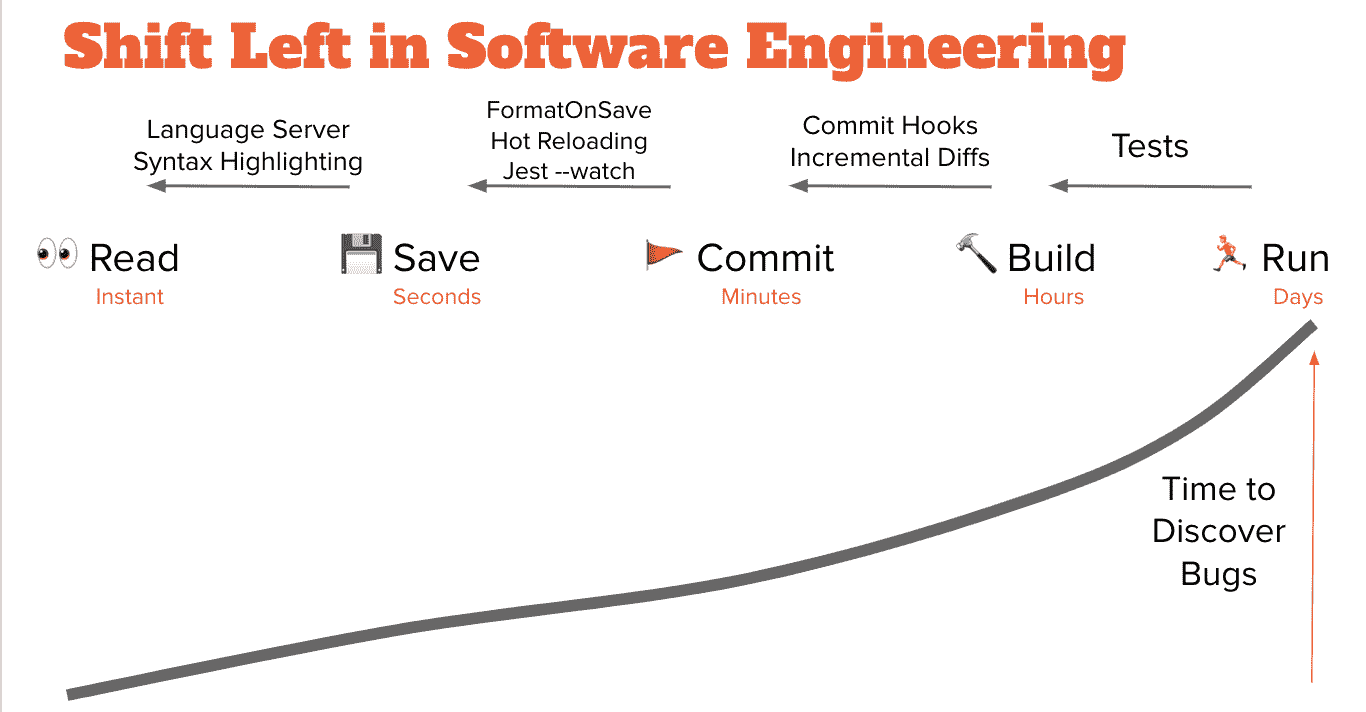 Shift Left in Software Engineering
Language Server
Syntax Highlighting
FormatOnSave
Hot Reloading
Jest --watch
Commit Hooks
Incremental Diffs
Tests
Read
Instant
Save
Seconds
Commit
Minutes
Build
Hours
Run
Days
Time to
Discover
Bugs